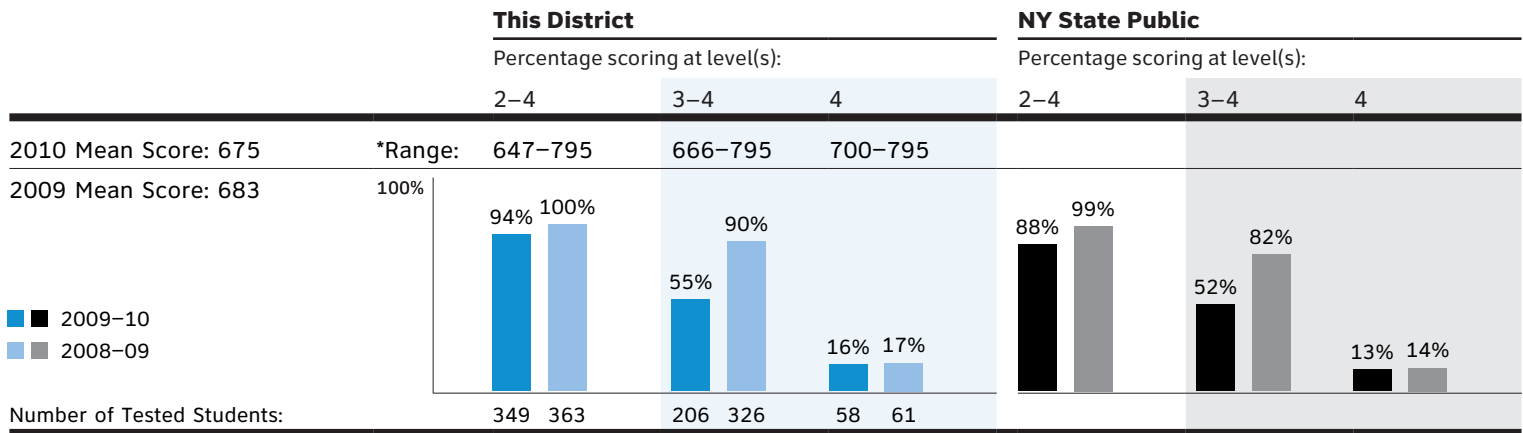 This District NY State Public
Percentage scoring at level(s): Percentage scoring at level(s):
2–4 3–4 4 2–4 3–4 4
2010 Mean Score: 675 *Range: 647–795 666–795 700–795
2009 Mean Score: 683 100%
94% 100% 90% 88% 99% 82%
55% 52%
16% 17% 13% 14%
2009–10
2008–09
Number of Tested Students: 349 363 206 326 58 61